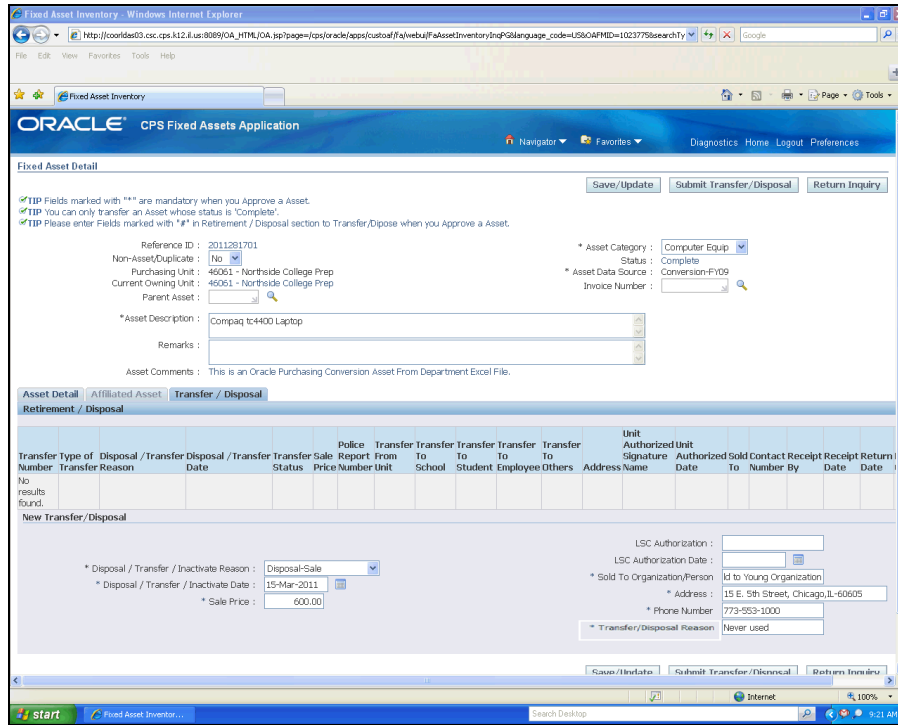 Fixed Asset Inventory - Windows Internet Explorer
http://coorldas03.csc.cps.k12.il.us:8089/OA_HTML/OA.jsp?page=/cps/oracle/apps/custoaf/fa/webui/FaAssetInventoryInqPG&language_code=US&OAFMID=1023775&searchTy
Google
File Edit View Favorites Tools Help
Fixed Asset Inventory
Page Tools
ORACLE CPS Fixed Assets Application
Navigator Favorites Diagnostics Home Logout Preferences
Fixed Asset Detail
Save/Update Submit Transfer/Disposal Return Inquiry
TIP Fields marked with "*" are mandatory when you Approve a Asset.
TIP You can only transfer an Asset whose status is 'Complete'.
TIP Please enter Fields marked with "#" in Retirement / Disposal section to Transfer/Dipose when you Approve a Asset.
Reference ID : 2011281701
Non-Asset/Duplicate : No
Purchasing Unit : 46061 - Northside College Prep
Current Owning Unit : 46061 - Northside College Prep
Parent Asset :
* Asset Category : Computer Equip
Status : Complete
* Asset Data Source : Conversion-FY09
Invoice Number :
*Asset Description : Compaq tc4400 Laptop
Remarks :
Asset Comments : This is an Oracle Purchasing Conversion Asset From Department Excel File.
Asset Detail Affiliated Asset Transfer / Disposal
Retirement / Disposal
Unit
Police Transfer Transfer Transfer Transfer Transfer Authorized Unit
Transfer Type of Disposal /Transfer Disposal /Transfer Transfer Sale Report From To To To To Signature Authorized Sold Contact Receipt Receipt Return
Number Transfer Reason Date Status Price Number Unit School Student Employee Others Address Name Date To Number By Date Date
No
results
found.
New Transfer/Disposal
* Disposal / Transfer / Inactivate Reason : Disposal-Sale
* Disposal / Transfer / Inactivate Date : 15-Mar-2011
* Sale Price : 600.00
LSC Authorization :
LSC Authorization Date :
* Sold To Organization/Person ld to Young Organization
* Address : 15 E. 5th Street, Chicago,IL-60605
* Phone Number 773-553-1000
* Transfer/Disposal Reason Never used
Save/Update Submit Transfer/Disposal Return Inquiry
Internet 100%
start Fixed Asset Inventor... Search Desktop 9:21 AM